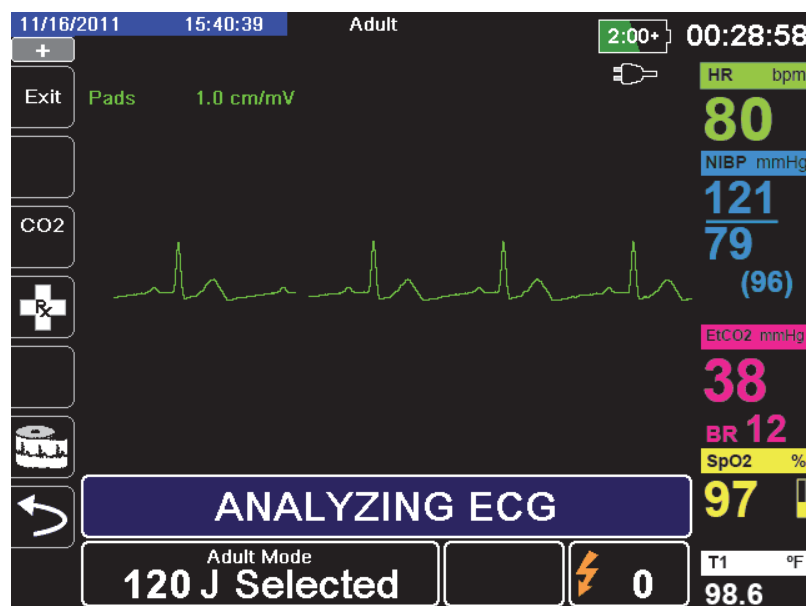 11/16/2011 15:40:39 Adult 2:00+ 00:28:58
+
Exit
Pads 1.0 cm/mV
HR bpm
80
NIBP mmHg
121
79
(96)
CO2
Rx
EtCO2 mmHg
38
BR 12
SpO2 %
97
ANALYZING ECG
Adult Mode
120 J Selected
0
T1 ºF
98.6